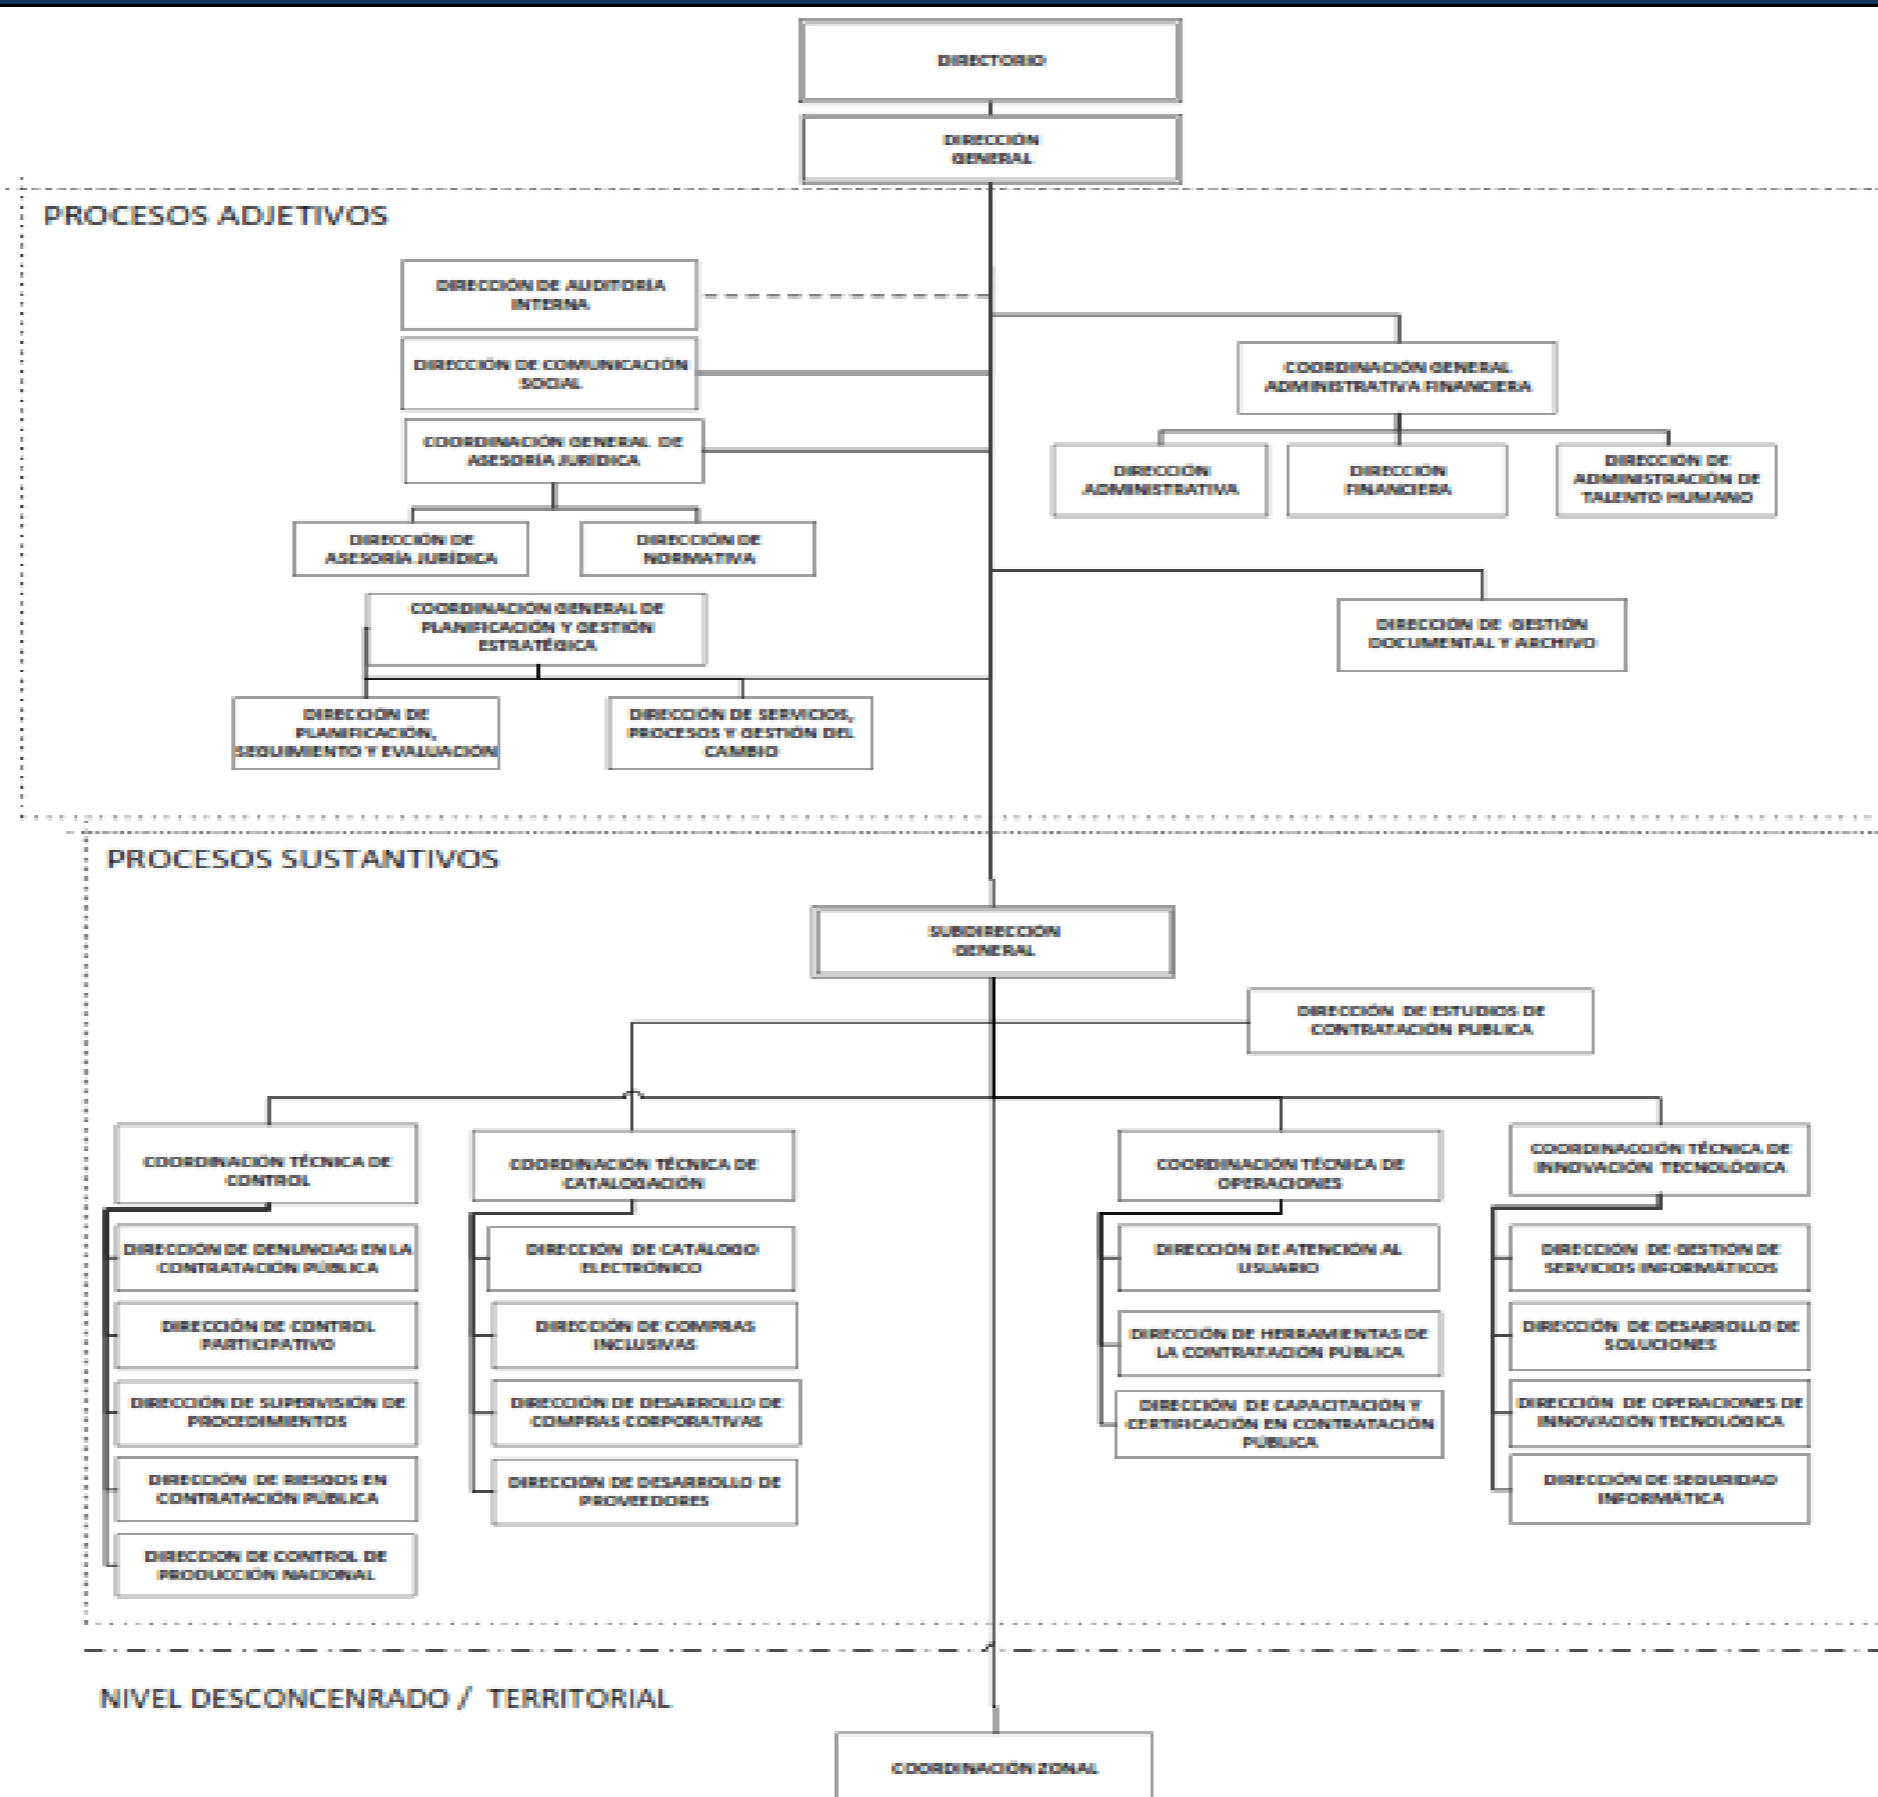 DIRECTORIO
DIRECCIÓN
GENERAL
PROCESOS ADJETIVOS
DIRECCIÓN DE AUDITORÍA
INTERNA
DIRECCIÓN DE COMUNICACIÓN
SOCIAL
COORDINACIÓN GENERAL DE
ASESORÍA JURÍDICA
DIRECCIÓN DE
ASESORÍA JURÍDICA
DIRECCIÓN DE
NORMATIVA
COORDINACIÓN GENERAL
ADMINISTRATIVA FINANCIERA
DIRECCIÓN
ADMINISTRATIVA
DIRECCIÓN
FINANCIERA
DIRECCIÓN DE
ADMINISTRACIÓN DE
TALENTO HUMANO
COORDINACIÓN GENERAL DE
PLANIFICACIÓN Y GESTIÓN
ESTRATÉGICA
DIRECCIÓN DE GESTIÓN
DOCUMENTAL Y ARCHIVO
DIRECCIÓN DE
PLANIFICACIÓN,
SEGUIMIENTO Y EVALUACIÓN
DIRECCIÓN DE SERVICIOS,
PROCESOS Y GESTIÓN DEL
CAMBIO
PROCESOS SUSTANTIVOS
SUBDIRECCIÓN
GENERAL
DIRECCIÓN DE ESTUDIOS DE
CONTRATACIÓN PUBLICA
COORDINACIÓN TÉCNICA DE
CONTROL
DIRECCIÓN DE DENUNCIAS EN LA
CONTRATACIÓN PÚBLICA
DIRECCIÓN DE CONTROL
PARTICIPATIVO
DIRECCIÓN DE SUPERVISIÓN DE
PROCEDIMIENTOS
DIRECCIÓN DE RIESGOS EN
CONTRATACIÓN PÚBLICA
DIRECCION DE CONTROL DE
PRODUCCIÓN NACIONAL
COORDINACIÓN TÉCNICA DE
CATALOGACIÓN
DIRECCIÓN DE CATÁLOGO
ELECTRÓNICO
DIRECCIÓN DE COMPRAS
INCLUSIVAS
DIRECCIÓN DE DESARROLLO DE
COMPRAS CORPORATIVAS
DIRECCIÓN DE DESARROLLO DE
PROVEEDORES
COORDINACIÓN TÉCNICA DE
OPERACIONES
DIRECCIÓN DE ATENCIÓN AL
USUARIO
DIRECCIÓN DE HERRAMIENTAS DE
LA CONTRATACIÓN PÚBLICA
DIRECCIÓN DE CAPACITACIÓN Y
CERTIFICACIÓN EN CONTRATACIÓN
PÚBLICA
COORDINACCIÓN TÉCNICA DE
INNOVACIÓN TECNOLÓGICA
DIRECCIÓN DE GESTIÓN DE
SERVICIOS INFORMÁTICOS
DIRECCIÓN DE DESARROLLO DE
SOLUCIONES
DIRECCIÓN DE OPERACIONES DE
INNOVACIÓN TECNOLÓGICA
DIRECCIÓN DE SEGURIDAD
INFORMÁTICA
NIVEL DESCONCENRADO / TERRITORIAL
COORDINACIÓN ZONAL